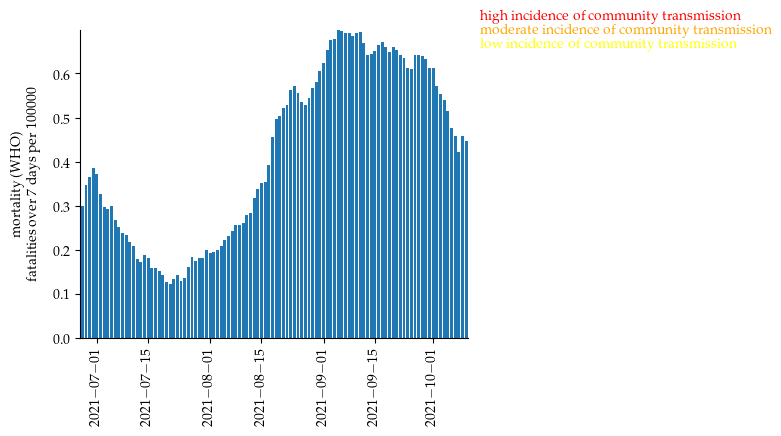 high incidence of community transmission
moderate incidence of community transmission
low incidence of community transmission
mortality (WHO)
fatalities over 7 days per 100000
0.6
0.5
0.4
0.3
0.2
0.1
0.0
2021−07−01
2021−07−15
2021−08−01
2021−08−15
2021−09−01
2021−09−15
2021−10−01